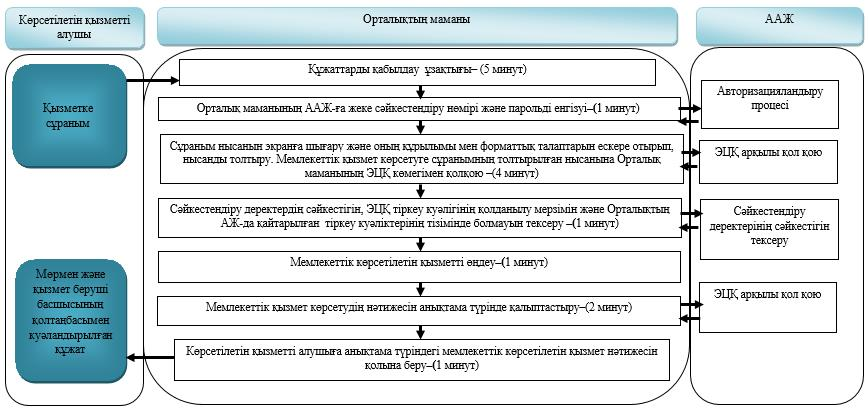 Көрсетілетін қызметті
алушы
Орталықтың маманы
ААЖ
Қызметке
сұраным
Құжаттарды қабылдау ұзақтығы– (5 минут)
Орталық маманының ААЖ-ға жеке сәйкестендіру нөмірі және парольді енгізуі–(1 минут)
Авторизацияландыру
процесі
Сұраным нысанын экранға шығару және оның құрылымы мен форматтық талаптарын ескере отырып,
нысанды толтыру. Мемлекеттік қызмет көрсетуге сұранымның толтырылған нысанына Орталық
маманының ЭЦҚ көмегімен қолқою –(4 минут)
ЭЦҚ арқылы қол қою
Сәйкестендіру деректердің сәйкестігін, ЭЦҚ тіркеу куәлігінің қолданылу мерзімін және Орталықтың
АЖ-да қайтарылған тіркеу куәліктерінің тізімінде болмауын тексеру –(1 минут)
Сәйкестендіру
деректерінің сәйкестігін
тексеру
Мемлекеттік көрсетілетін қызметті өңдеу–(1 минут)
Мемлекеттік қызмет көрсетудің нәтижесін анықтама түрінде қалыптастыру–(2 минут)
ЭЦҚ арқылы қол қою
Көрсетілетін қызметті алушыға анықтама түріндегі мемлекеттік көрсетілетін қызмет нәтижесін
қолына беру–(1 минут)
Мөрмен және
қызмет беруші
басшысының
қолтаңбасымен
куәландырылған
құжат